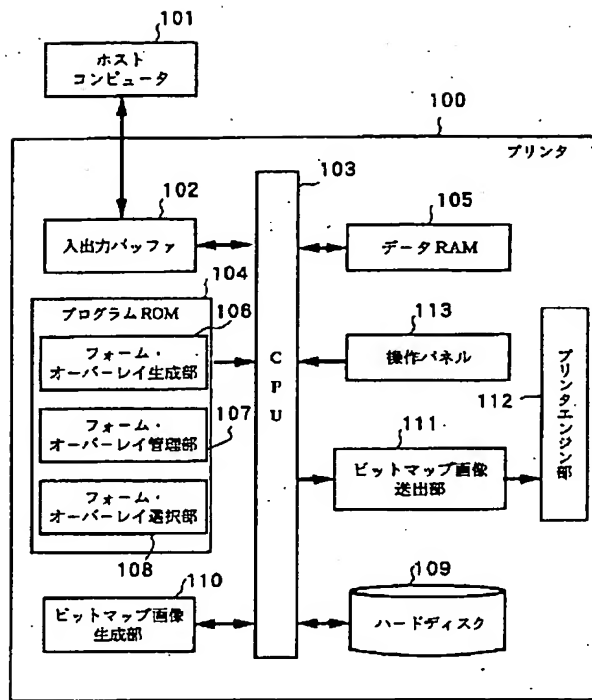 101
ホスト
コンピュータ
100
プリンタ
103
102
入出力バッファ
105
データRAM
104
プログラムROM
106
フォーム・
オーバーレイ生成部
107
フォーム・
オーバーレイ管理部
フォーム・
オーバーレイ選択部
108
CPU
113
操作パネル
112
プリンタエンジン部
111
ビットマップ画像
送出部
110
ビットマップ画像
生成部
109
ハードディスク